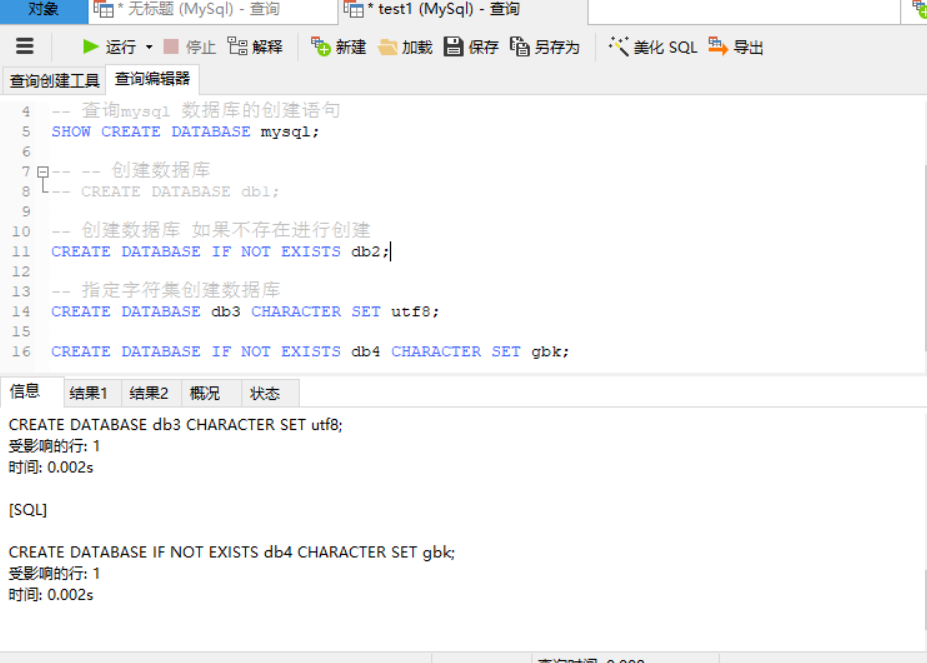 对象 * 无标题 (MySql) - 查询 * test1 (MySql) - 查询
运行 停止 解释 新建 加载 保存 另存为 美化 SQL 导出
查询创建工具 查询编辑器
4 -- 查询mysql 数据库的创建语句
5 SHOW CREATE DATABASE mysql;
6
7 -- -- 创建数据库
8 -- CREATE DATABASE db1;
9
10 -- 创建数据库 如果不存在进行创建
11 CREATE DATABASE IF NOT EXISTS db2;
12
13 -- 指定字符集创建数据库
14 CREATE DATABASE db3 CHARACTER SET utf8;
15
16 CREATE DATABASE IF NOT EXISTS db4 CHARACTER SET gbk;
信息 结果1 结果2 概况 状态
CREATE DATABASE db3 CHARACTER SET utf8;
受影响的行: 1
时间: 0.002s
[SQL]
CREATE DATABASE IF NOT EXISTS db4 CHARACTER SET gbk;
受影响的行: 1
时间: 0.002s